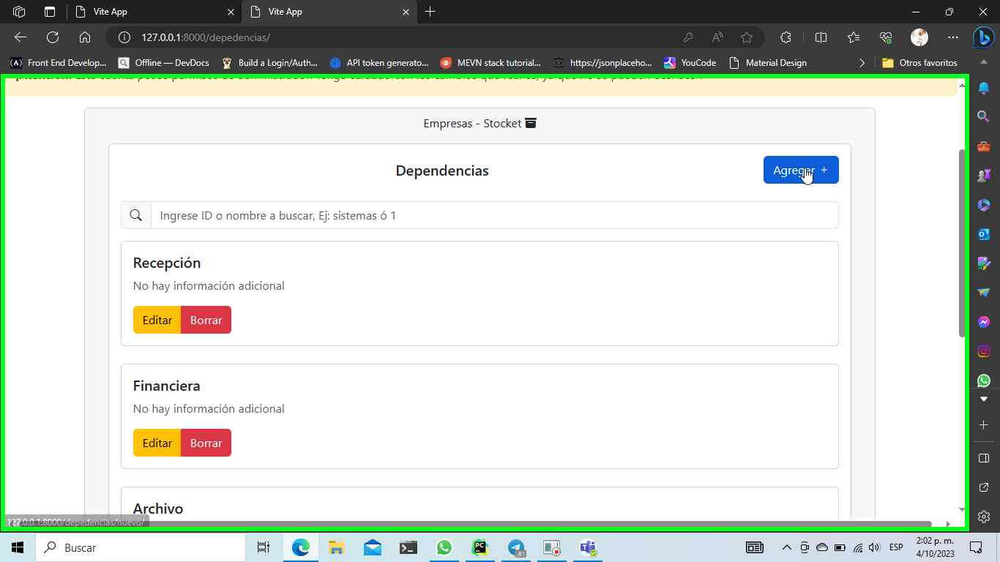 Vite App
Vite App
127.0.0.1:8000/depedencias/
Front End Develop...
Offline — DevDocs
Build a Login/Auth...
API token generato...
MEVN stack tutorial...
https://jsonplaceho...
YouCode
Material Design
Otros favoritos
Empresas - Stocket
Dependencias
Agregar +
Ingrese ID o nombre a buscar, Ej: sistemas ó 1
Recepción
No hay información adicional
Editar Borrar
Financiera
No hay información adicional
Editar Borrar
Archivo
127.0.0.1:8000/depedencias/nuevo/
Buscar
ESP
2:02 p. m.
4/10/2023